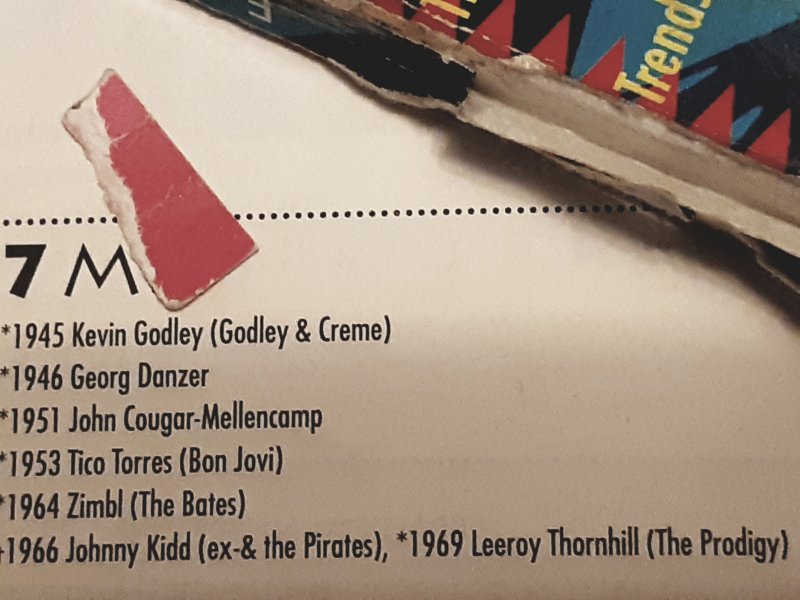 Trends
7 M
*1945 Kevin Godley (Godley & Creme)
*1946 Georg Danzer
*1951 John Cougar-Mellencamp
*1953 Tico Torres (Bon Jovi)
*1964 Zimbl (The Bates)
†1966 Johnny Kidd (ex-& the Pirates), *1969 Leeroy Thornhill (The Prodigy)